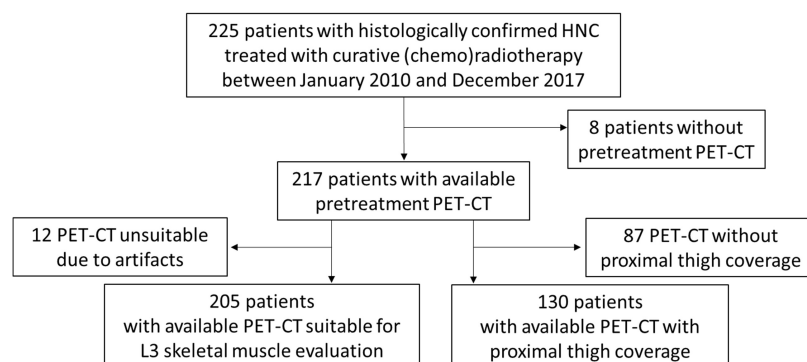 225 patients with histologically confirmed HNC
treated with curative (chemo)radiotherapy
between January 2010 and December 2017
8 patients without
pretreatment PET-CT
217 patients with available
pretreatment PET-CT
12 PET-CT unsuitable
due to artifacts
87 PET-CT without
proximal thigh coverage
205 patients
with available PET-CT suitable for
L3 skeletal muscle evaluation
130 patients
with available PET-CT with
proximal thigh coverage